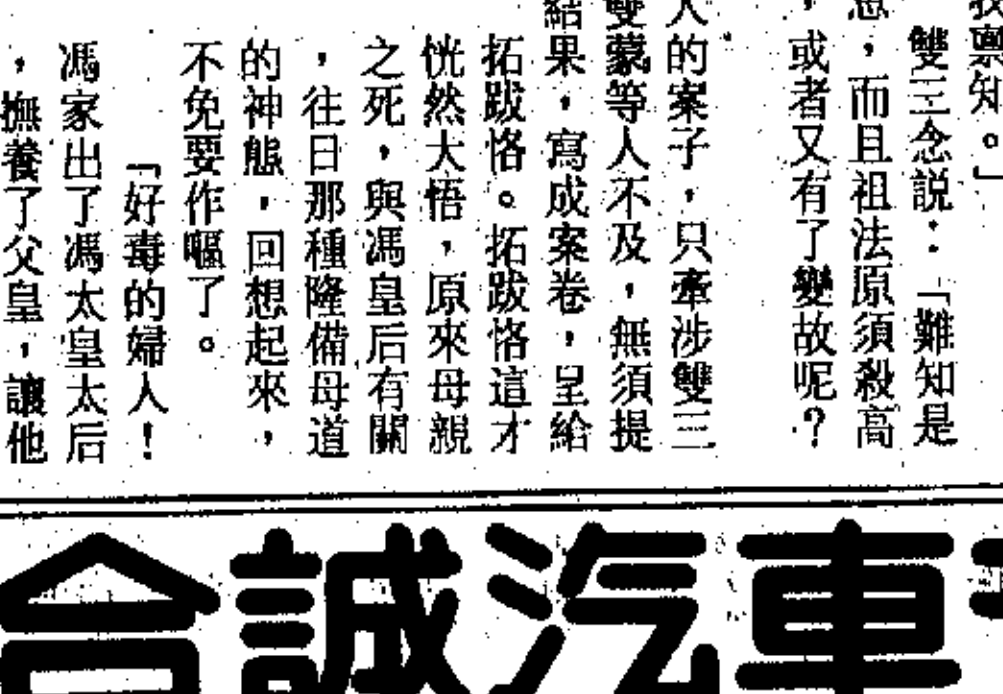 稟知。」
雙三念說：「難知是
，而且祖法原須殺高
，或者又有了變故呢？
人的案子，只牽涉雙三
雙蒙等人不及，無須提
結果，寫成案卷，呈給
拓跋恪。拓跋恪這才
恍然大悟，原來母親
之死，與馮皇后有關
，往日那種隆備母道
的神態，回想起來，
不免要作嘔了。
「好毒的婦人！
馮家出了馮太皇太后
，撫養了父皇，讓他
合誠汽車